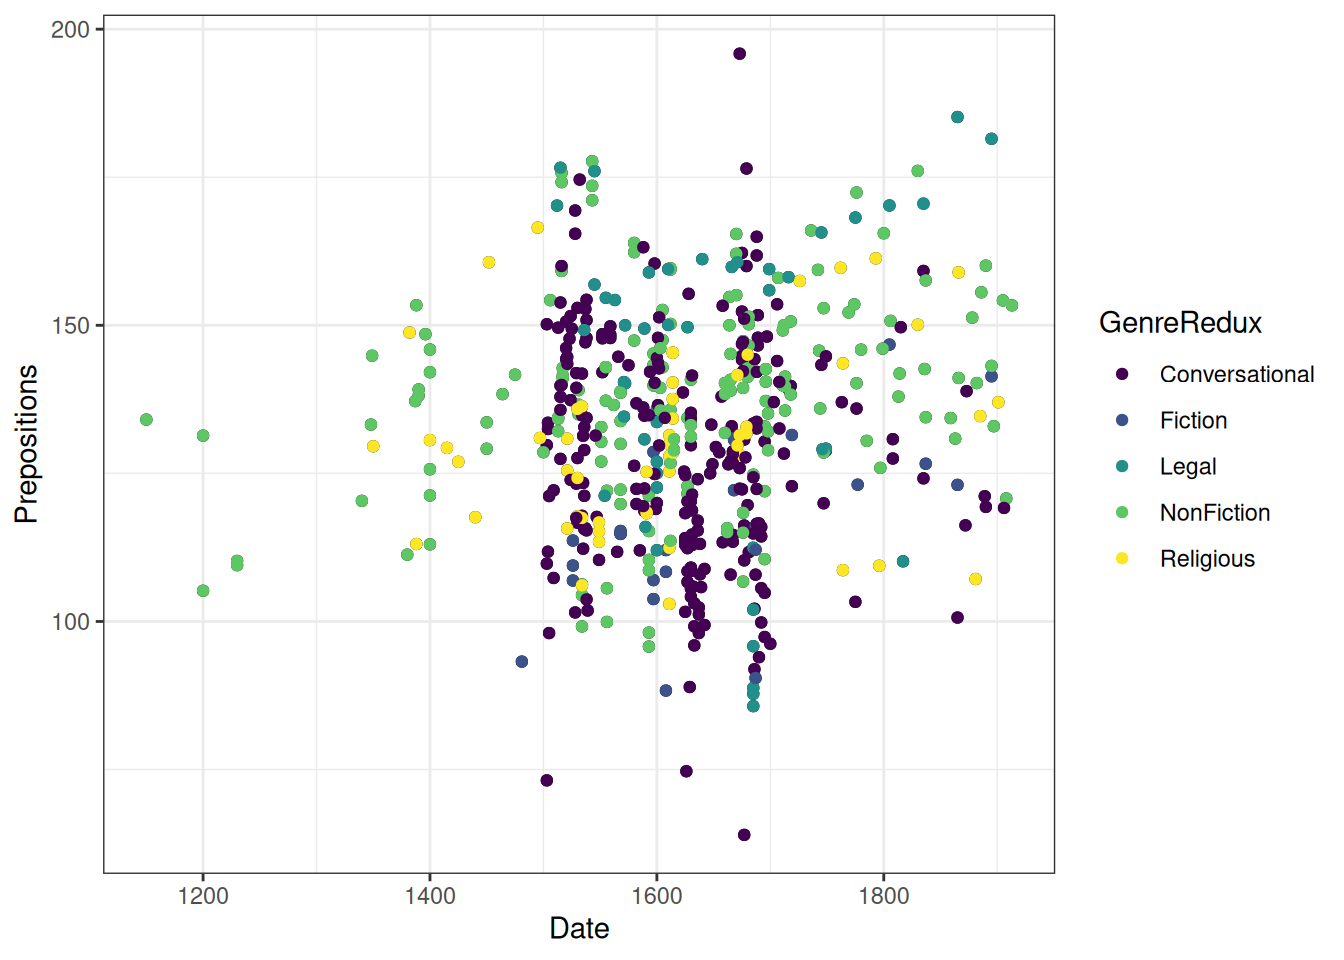 200
150
100
Prepositions
1200 1400 1600 1800
Date
GenreRedux
Conversational
Fiction
Legal
NonFiction
Religious